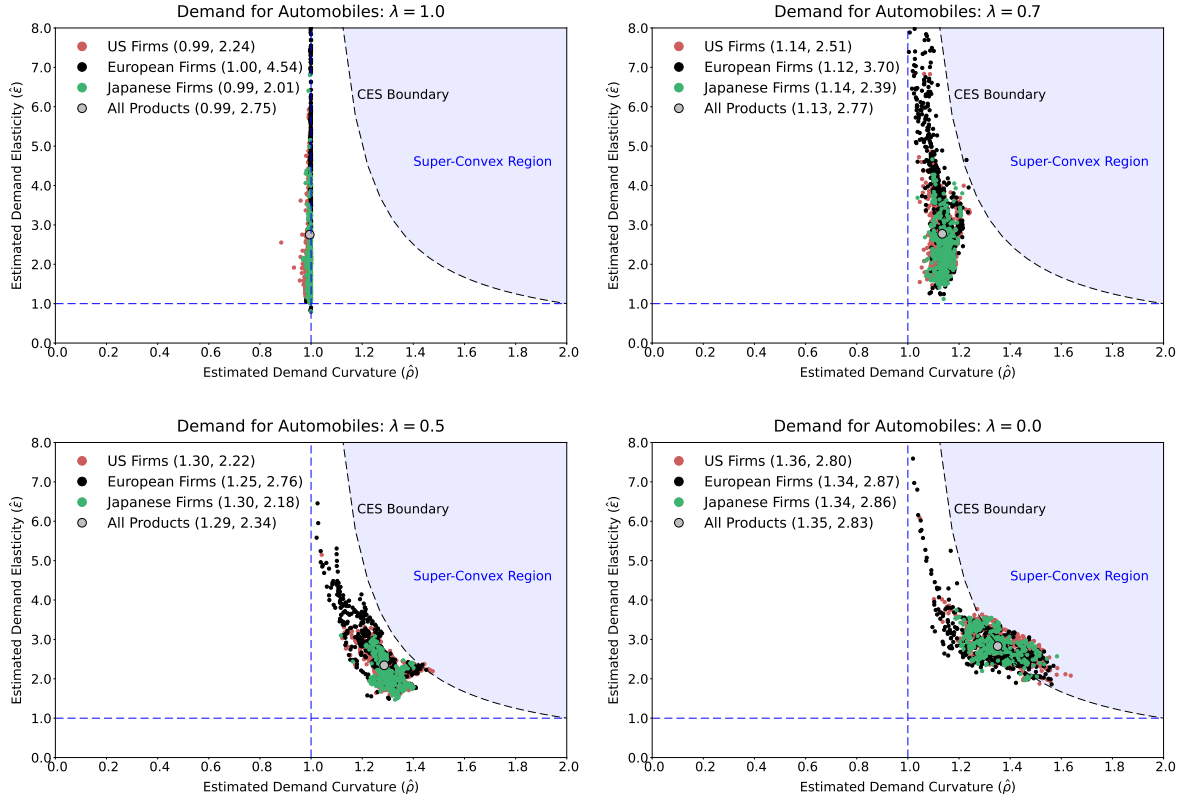 Demand for Automobiles: λ = 1.0
8.0
7.0
6.0
5.0
4.0
3.0
2.0
1.0
0.0
Estimated Demand Elasticity (ε̂)
US Firms (0.99, 2.24)
European Firms (1.00, 4.54)
Japanese Firms (0.99, 2.01)
All Products (0.99, 2.75)
CES Boundary
Super-Convex Region
0.0 0.2 0.4 0.6 0.8 1.0 1.2 1.4 1.6 1.8 2.0
Estimated Demand Curvature (ρ̂)
Demand for Automobiles: λ = 0.7
8.0
7.0
6.0
5.0
4.0
3.0
2.0
1.0
0.0
Estimated Demand Elasticity (ε̂)
US Firms (1.14, 2.51)
European Firms (1.12, 3.70)
Japanese Firms (1.14, 2.39)
All Products (1.13, 2.77)
CES Boundary
Super-Convex Region
0.0 0.2 0.4 0.6 0.8 1.0 1.2 1.4 1.6 1.8 2.0
Estimated Demand Curvature (ρ̂)
Demand for Automobiles: λ = 0.5
8.0
7.0
6.0
5.0
4.0
3.0
2.0
1.0
0.0
Estimated Demand Elasticity (ε̂)
US Firms (1.30, 2.22)
European Firms (1.25, 2.76)
Japanese Firms (1.30, 2.18)
All Products (1.29, 2.34)
CES Boundary
Super-Convex Region
0.0 0.2 0.4 0.6 0.8 1.0 1.2 1.4 1.6 1.8 2.0
Estimated Demand Curvature (ρ̂)
Demand for Automobiles: λ = 0.0
8.0
7.0
6.0
5.0
4.0
3.0
2.0
1.0
0.0
Estimated Demand Elasticity (ε̂)
US Firms (1.36, 2.80)
European Firms (1.34, 2.87)
Japanese Firms (1.34, 2.86)
All Products (1.35, 2.83)
CES Boundary
Super-Convex Region
0.0 0.2 0.4 0.6 0.8 1.0 1.2 1.4 1.6 1.8 2.0
Estimated Demand Curvature (ρ̂)